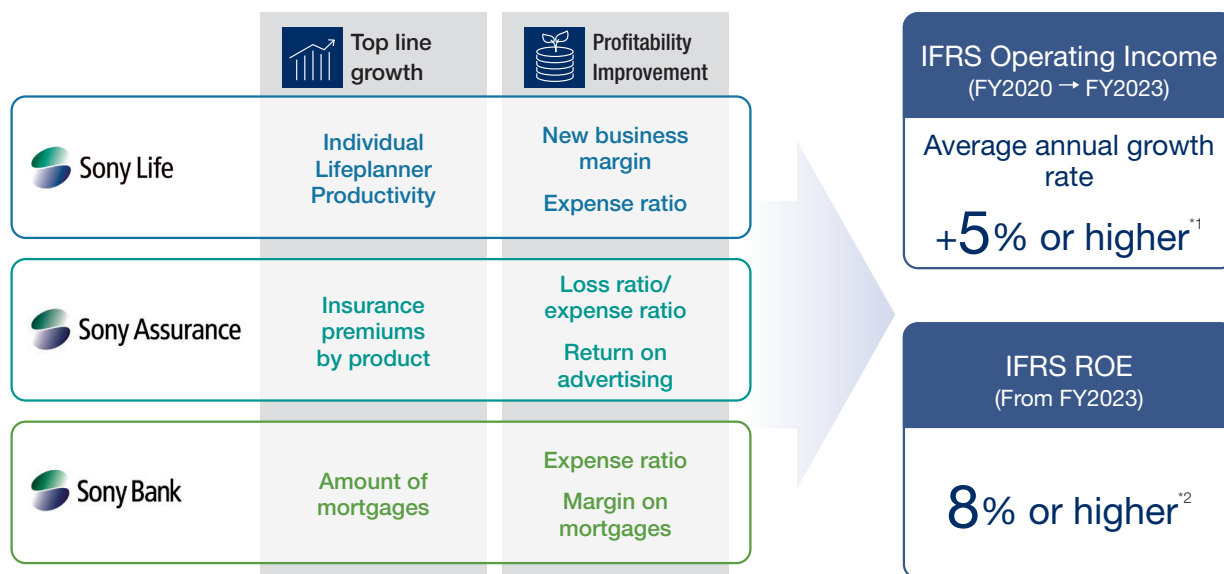 Top line
growth
Profitability
Improvement
Sony Life
Individual
Lifeplanner
Productivity
New business
margin
Expense ratio
Sony Assurance
Insurance
premiums
by product
Loss ratio/
expense ratio
Return on
advertising
Sony Bank
Amount of
mortgages
Expense ratio
Margin on
mortgages
IFRS Operating Income
(FY2020 → FY2023)
Average annual growth
rate
+5% or higher*1
IFRS ROE
(From FY2023)
8% or higher*2